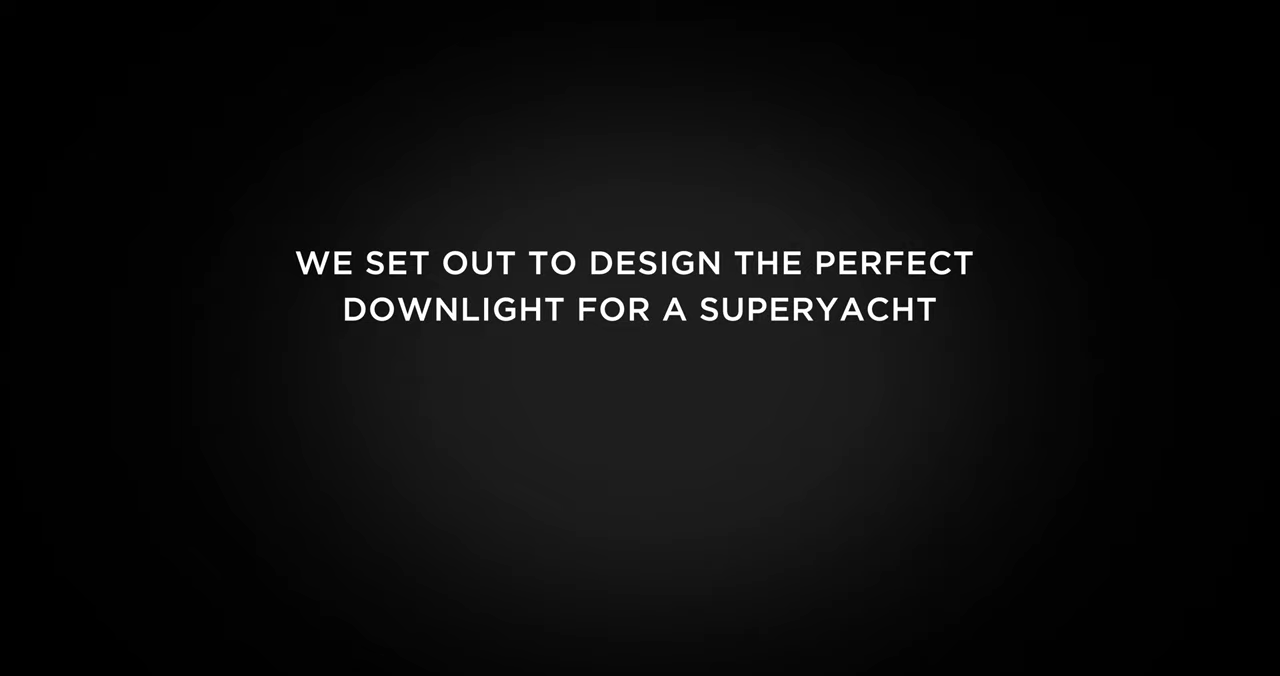 WE SET OUT TO DESIGN THE PERFECT
DOWNLIGHT FOR A SUPERYACHT